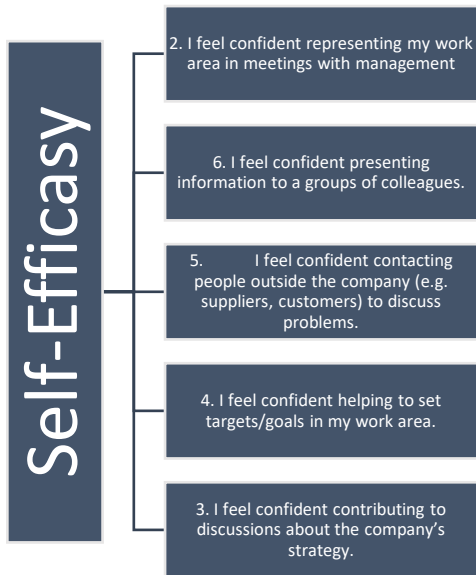 Self-Efficasy
2. I feel confident representing my work
area in meetings with management
6. I feel confident presenting
information to a groups of colleagues.
5. I feel confident contacting
people outside the company (e.g.
suppliers, customers) to discuss
problems.
4. I feel confident helping to set
targets/goals in my work area.
3. I feel confident contributing to
discussions about the company’s
strategy.